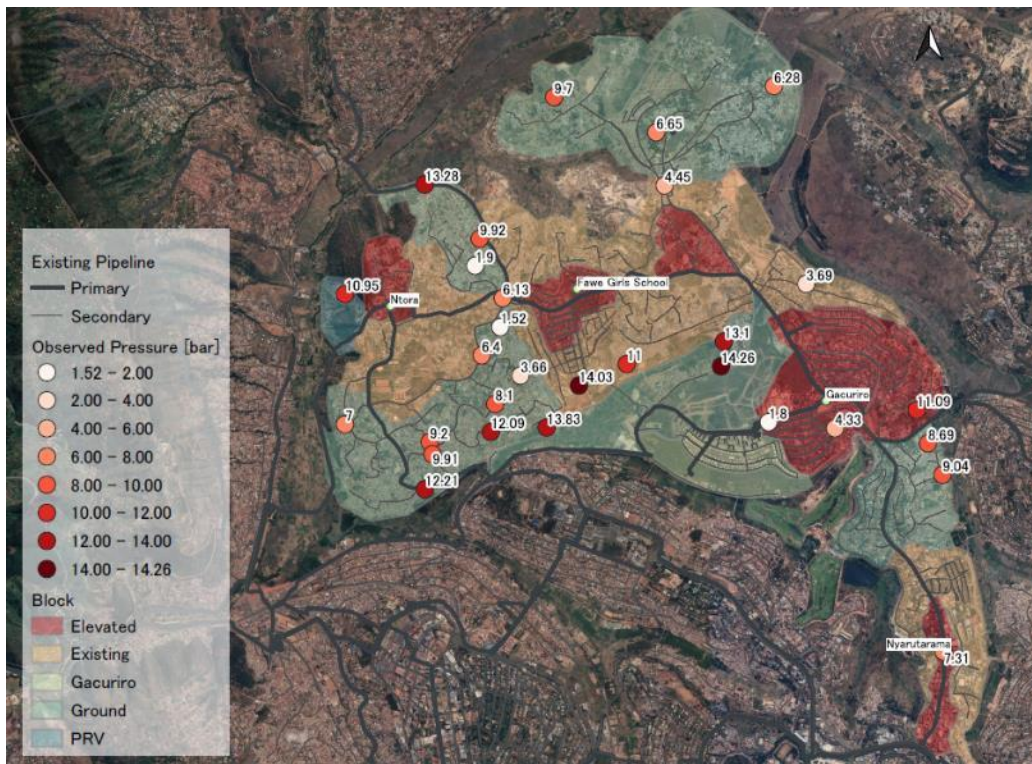 9.7
6.28
6.65
4.45
13.28
9.92
1.9
10.95
Ntora
6.13
Fawe Girls School
3.69
1.52
13.1
14.26
6.4
11
3.66
14.03
8.1
Gacuriro
11.09
7
12.09
13.83
1.8
4.33
9.2
9.91
8.69
9.04
12.21
Nyarutarama
7.31
Existing Pipeline
Primary
Secondary
Observed Pressure [bar]
1.52 - 2.00
2.00 - 4.00
4.00 - 6.00
6.00 - 8.00
8.00 - 10.00
10.00 - 12.00
12.00 - 14.00
14.00 - 14.26
Block
Elevated
Existing
Gacuriro
Ground
PRV